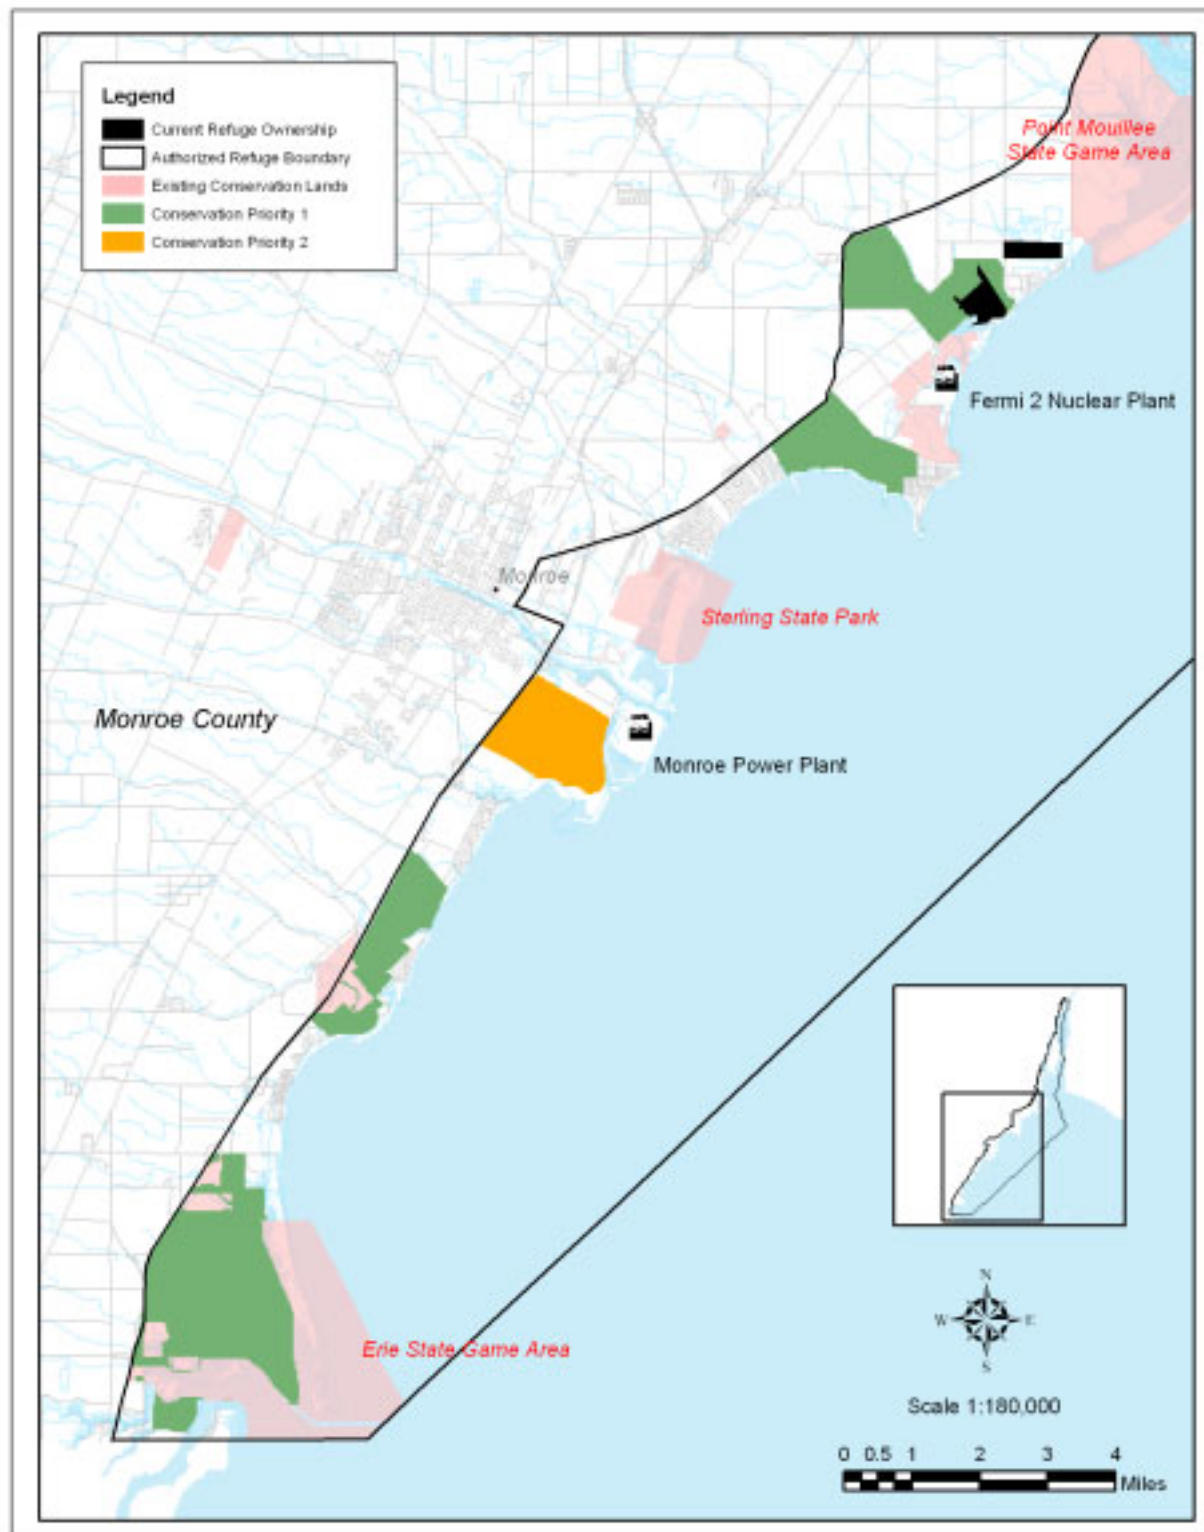 Legend
Current Refuge Ownership
Authorized Refuge Boundary
Existing Conservation Lands
Conservation Priority 1
Conservation Priority 2
Point Mouillee
State Game Area
Fermi 2 Nuclear Plant
Monroe
Sterling State Park
Monroe County
Monroe Power Plant
Erie State Game Area
N
W E
S
Scale 1:180,000
0 0.5 1 2 3 4
Miles